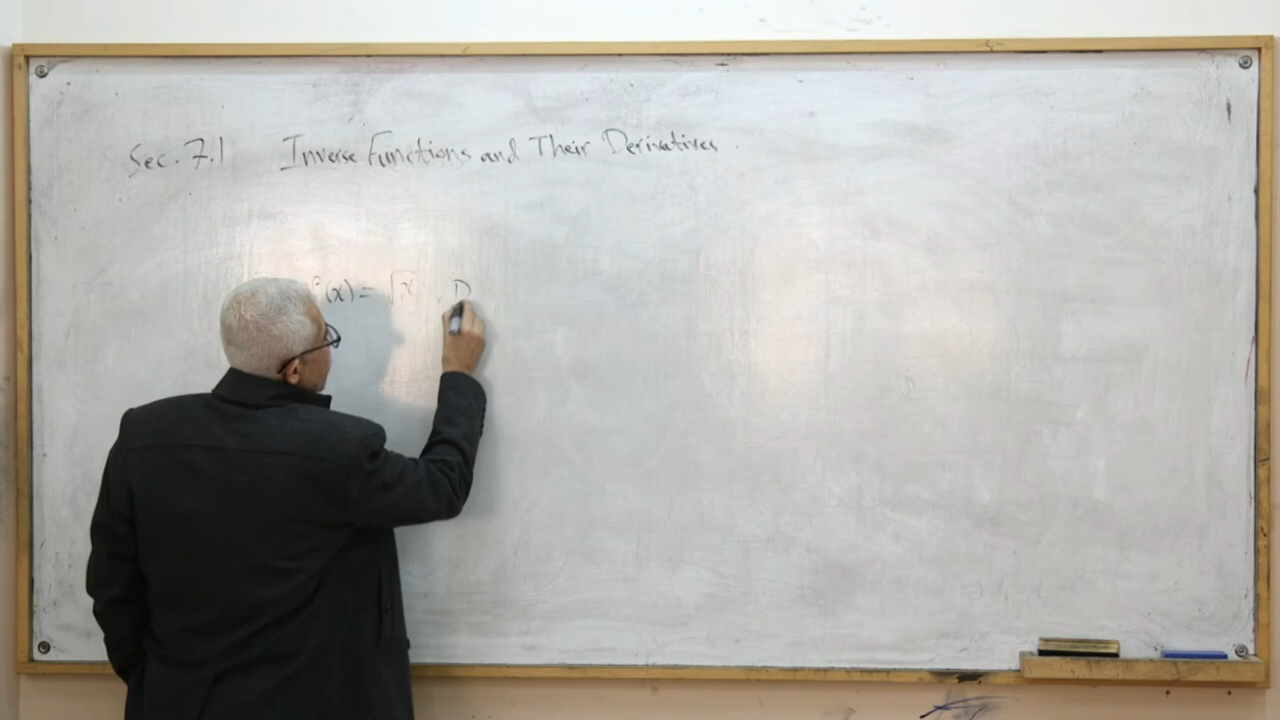 Sec. 7.1 Inverse Functions and Their Derivatives.
f(x) = √x , D